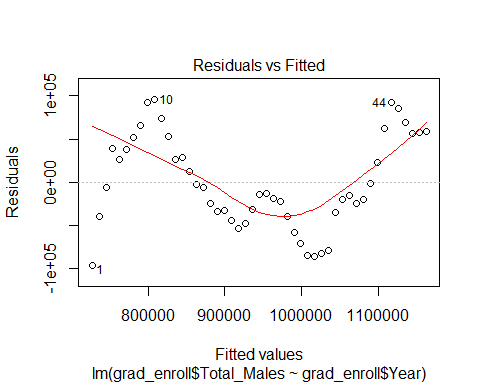 Residuals vs Fitted
Residuals
1e+05
0e+00
-1e+05
10
44
1
800000
900000
1000000
1100000
Fitted values
lm(grad_enroll$Total_Males ~ grad_enroll$Year)